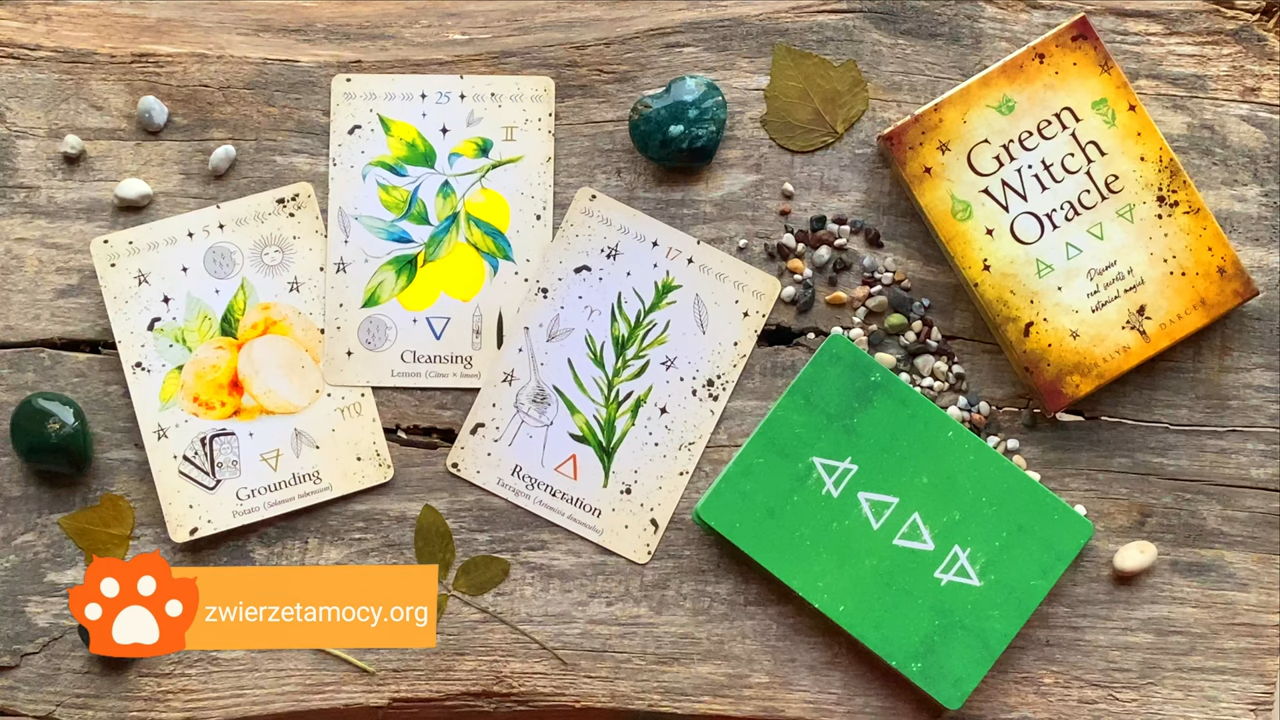 5
Grounding
Potato (Solanum tuberosum)
25
Cleansing
Lemon (Citrus × limon)
17
Regeneration
Tarragon (Artemisia dracunculus)
Green
Witch
Oracle
Discover
real secrets of
botanical magick
DARCEY
zwierzetamocy.org